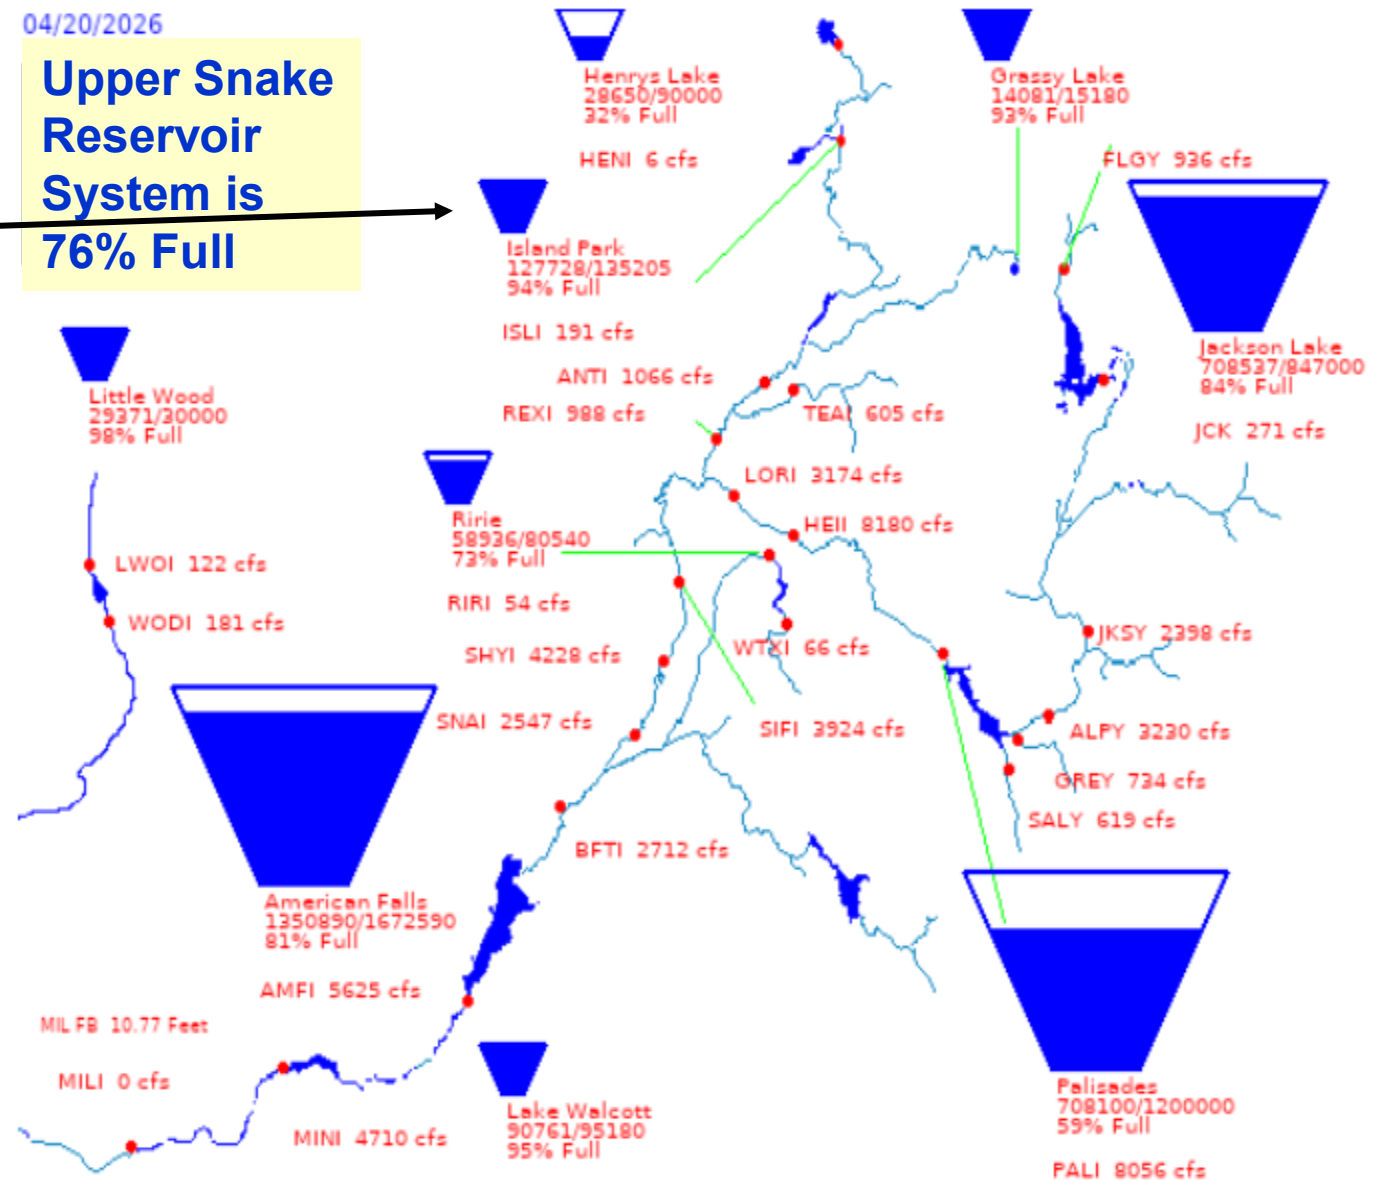 04/20/2026
Upper Snake
Reservoir
System is
76% Full
Henrys Lake
28650/90000
32% Full
HENI 6 cfs
Grassy Lake
14081/15180
93% Full
FLGY 936 cfs
Island Park
127728/135205
94% Full
ISLI 191 cfs
Jackson Lake
708537/847000
84% Full
JCK 271 cfs
Little Wood
29371/30000
98% Full
ANTI 1066 cfs
REXI 988 cfs
TEAI 605 cfs
LORI 3174 cfs
Ririe
58936/80540
73% Full
HEII 8180 cfs
LWOI 122 cfs
RIRI 54 cfs
WODI 181 cfs
JKSY 2398 cfs
SHYI 4228 cfs
WTXI 66 cfs
SNAI 2547 cfs
SIFI 3924 cfs
ALPY 3230 cfs
GREY 734 cfs
SALY 619 cfs
BFTI 2712 cfs
American Falls
1350890/1672590
81% Full
AMFI 5625 cfs
MIL FB 10.77 Feet
MILI 0 cfs
MINI 4710 cfs
Lake Walcott
90761/95180
95% Full
Palisades
708100/1200000
59% Full
PALI 8056 cfs